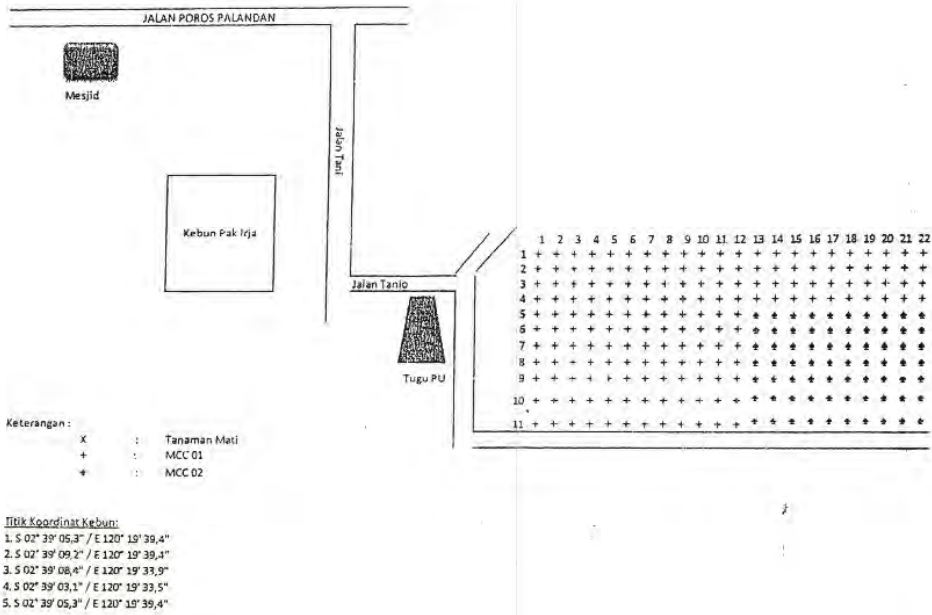 JALAN POROS PALANDAN
Mesjid
Jalan Tani
Kebun Pak Irja
Jalan Tanio
Tugu PU
1 2 3 4 5 6 7 8 9 10 11 12 13 14 15 16 17 18 19 20 21 22
1 + + + + + + + + + + + + + + + + + + + + + +
2 + + + + + + + + + + + + + + + + + + + + + +
3 + + + + + + + + + + + + + + + + + + + + + +
4 + + + + + + + + + + + + + + + + + + + + + +
5 + + + + + + + + + + + + ♣ ♣ ♣ ♣ ♣ ♣ ♣ ♣ ♣ ♣
6 + + + + + + + + + + + + ♣ ♣ ♣ ♣ ♣ ♣ ♣ ♣ ♣ ♣
7 + + + + + + + + + + + + ♣ ♣ ♣ ♣ ♣ ♣ ♣ ♣ ♣ ♣
8 + + + + + + + + + + + + ♣ ♣ ♣ ♣ ♣ ♣ ♣ ♣ ♣ ♣
9 + + + + + + + + + + + + ♣ ♣ ♣ ♣ ♣ ♣ ♣ ♣ ♣ ♣
10 + + + + + + + + + + + + ♣ ♣ ♣ ♣ ♣ ♣ ♣ ♣ ♣ ♣
11 + + + + + + + + + + + + ♣ ♣ ♣ ♣ ♣ ♣ ♣ ♣ ♣ ♣
Keterangan :
X : Tanaman Mati
+ : MCC 01
♣ : MCC 02
Titik Koordinat Kebun:
1. S 02° 39' 05,3" / E 120° 19' 39,4"
2. S 02° 39' 09,2" / E 120° 19' 39,4"
3. S 02° 39' 08,4" / E 120° 19' 33,9"
4. S 02° 39' 03,1" / E 120° 19' 33,5"
5. S 02° 39' 05,3" / E 120° 19' 39,4"